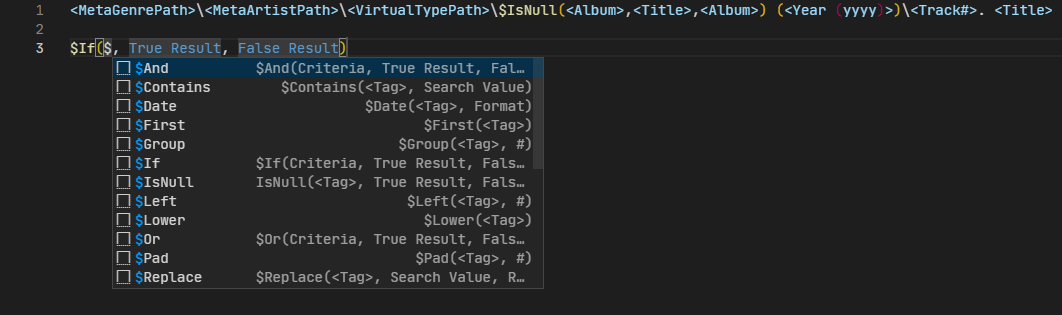 1 <MetaGenrePath>\<MetaArtistPath>\<VirtualTypePath>\$IsNull(<Album>,<Title>,<Album>) (<Year (yyyy)>)\<Track#>. <Title>
2
3 $If($, True Result, False Result)
$And $And(Criteria, True Result, Fal…
$Contains $Contains(<Tag>, Search Value)
$Date $Date(<Tag>, Format)
$First $First(<Tag>)
$Group $Group(<Tag>, #)
$If $If(Criteria, True Result, Fals…
$IsNull IsNull(<Tag>, True Result, Fals…
$Left $Left(<Tag>, #)
$Lower $Lower(<Tag>)
$Or $Or(Criteria, True Result, Fals…
$Pad $Pad(<Tag>, #)
$Replace $Replace(<Tag>, Search Value, R…